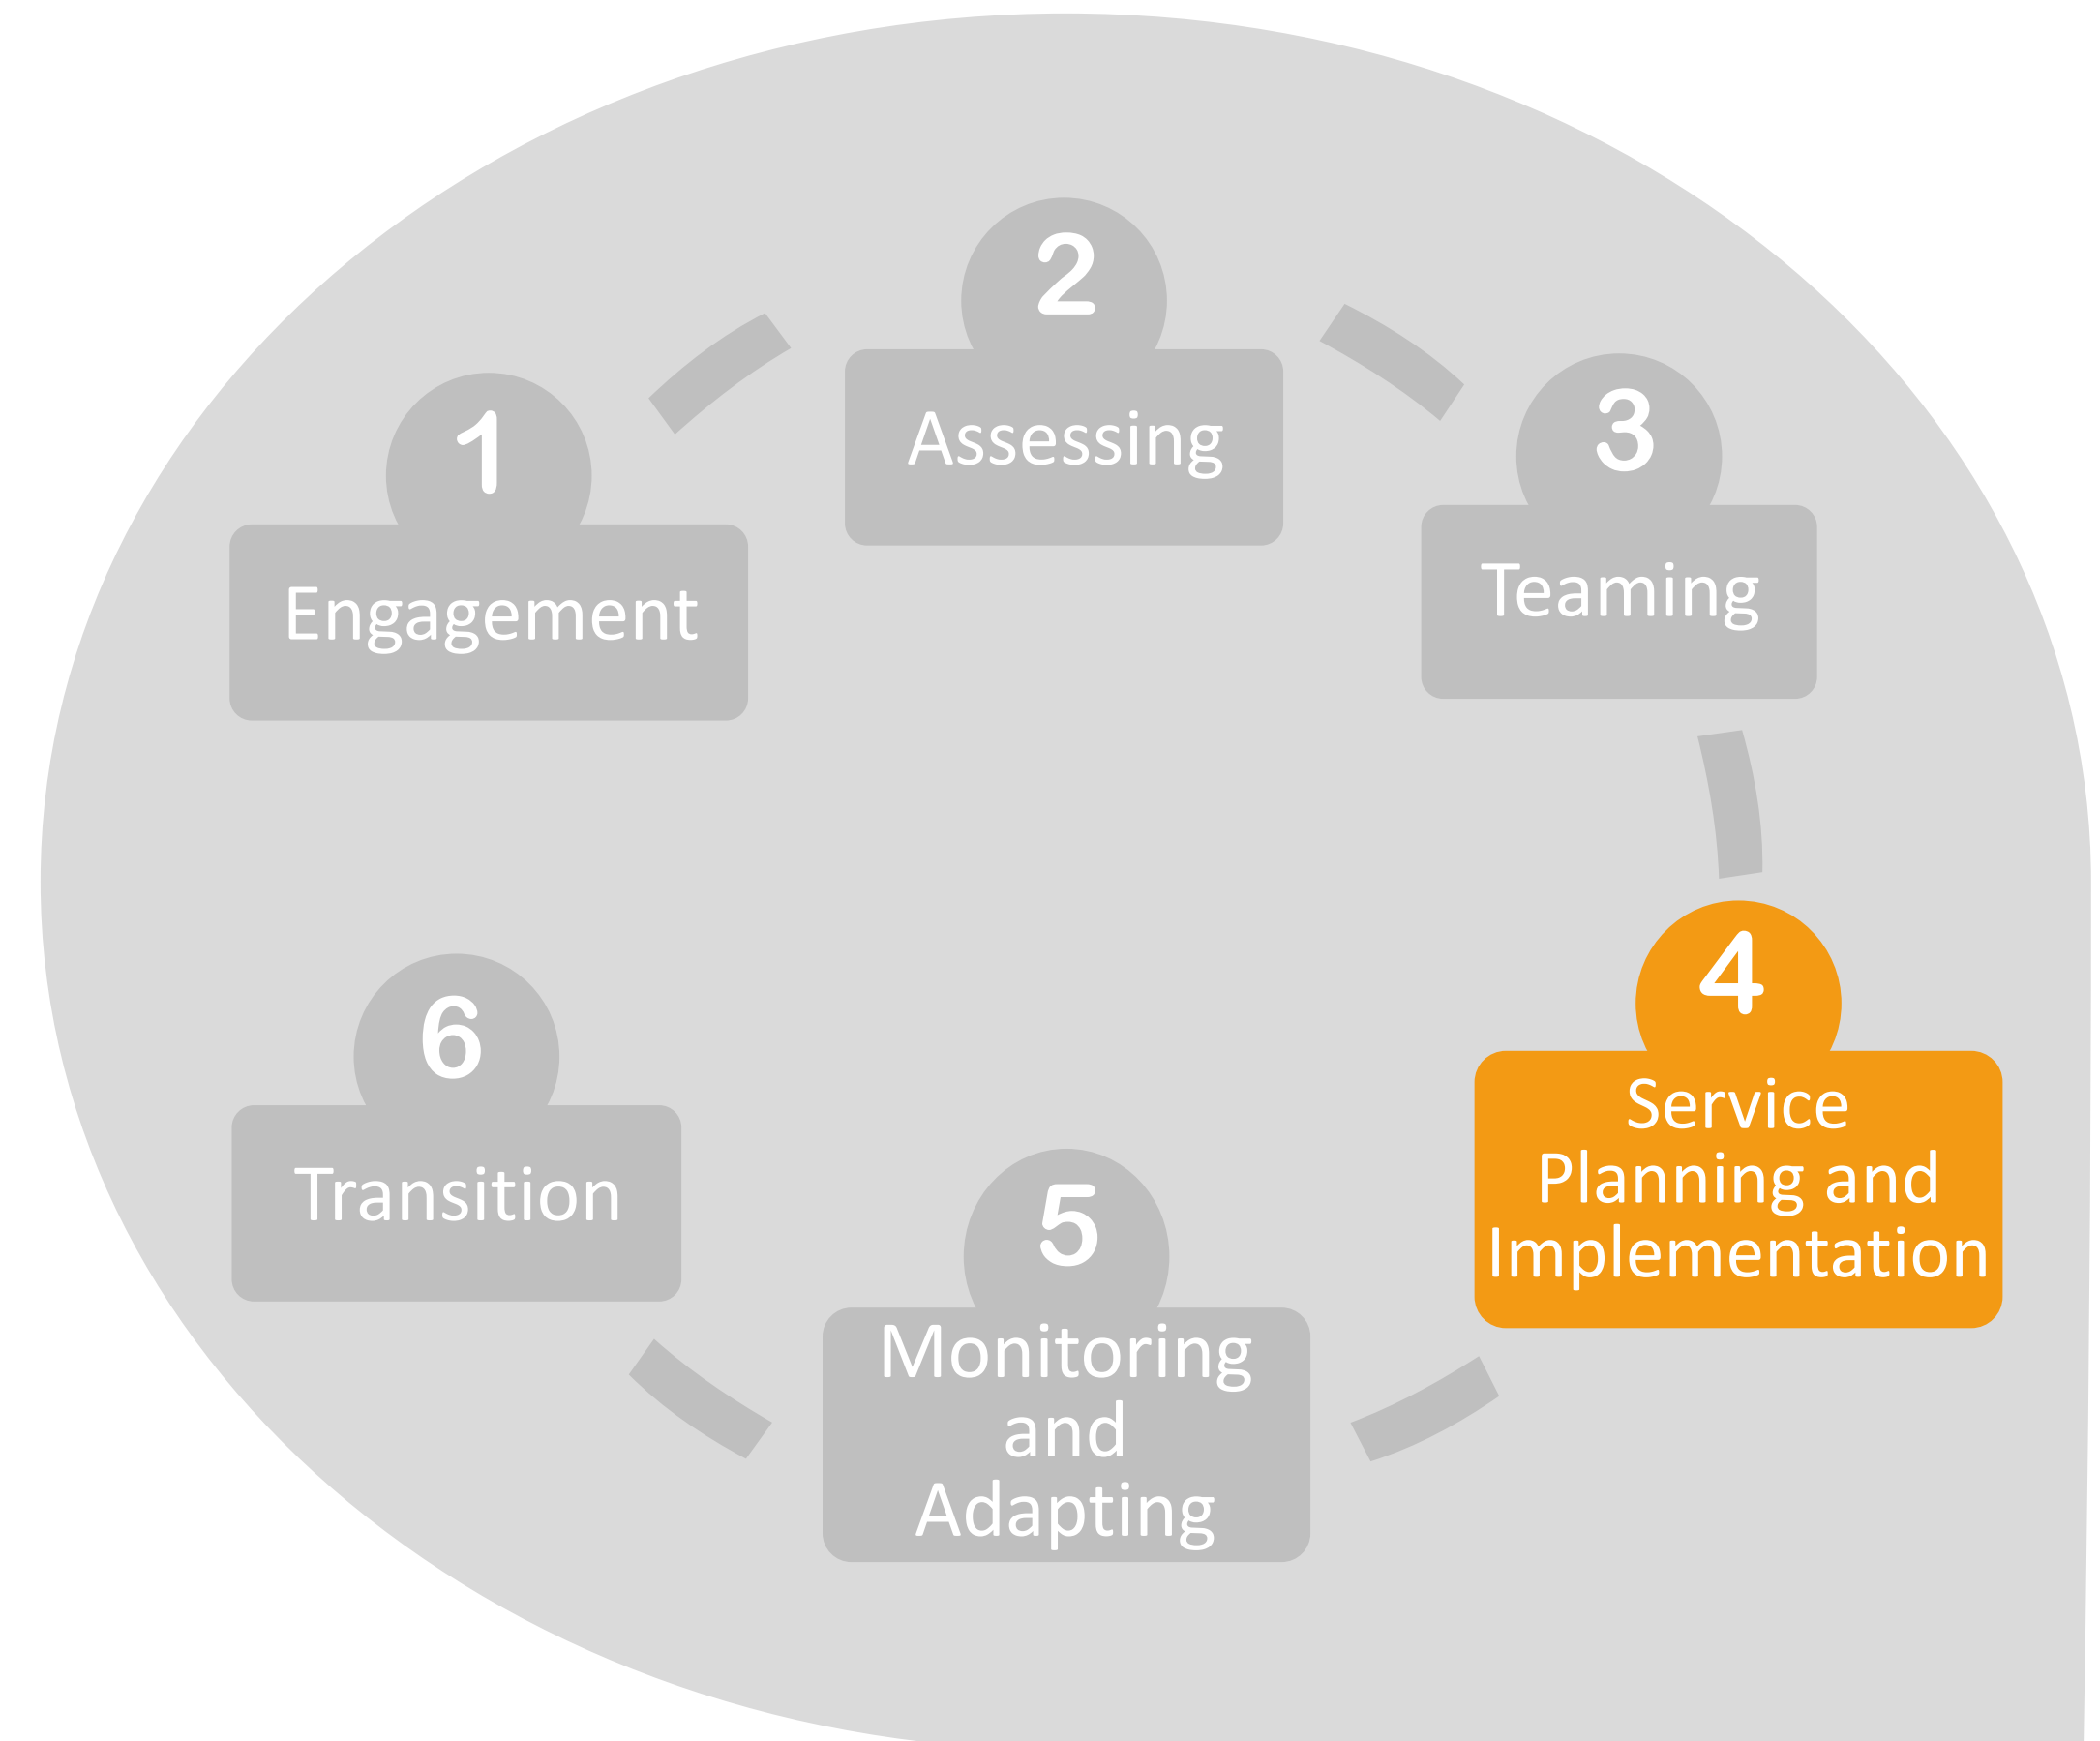 1
Engagement
2
Assessing
3
Teaming
4
Service
Planning and
Implementation
5
Monitoring
and
Adapting
6
Transition